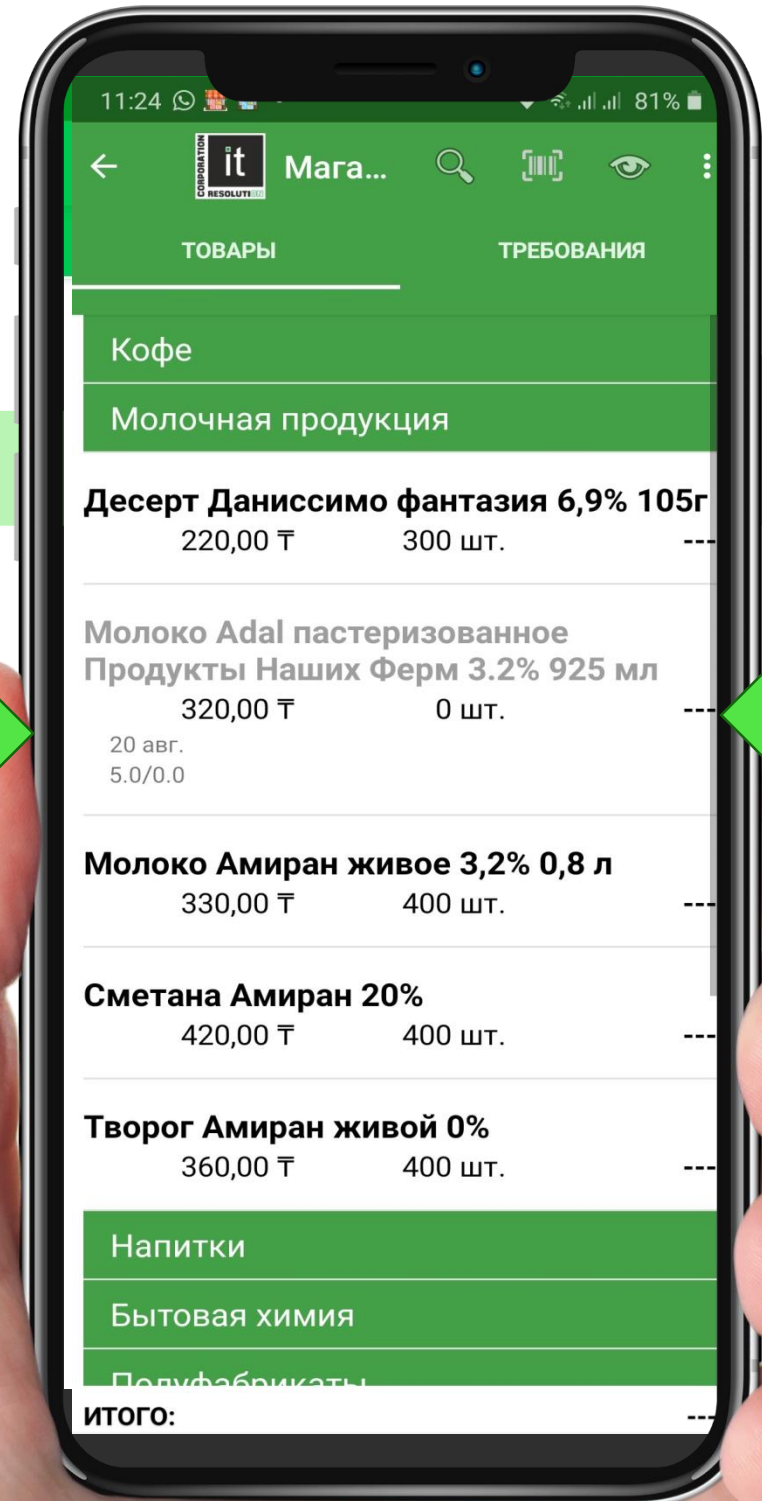 11:24 81%
CORPORATION
it
RESOLUTION
Мага...
ТОВАРЫ ТРЕБОВАНИЯ
Кофе
Молочная продукция
Десерт Даниссимо фантазия 6,9% 105г
220,00 ₸ 300 шт. ---
Молоко Adal пастеризованное
Продукты Наших Ферм 3.2% 925 мл
320,00 ₸ 0 шт. ---
20 авг.
5.0/0.0
Молоко Амиран живое 3,2% 0,8 л
330,00 ₸ 400 шт. ---
Сметана Амиран 20%
420,00 ₸ 400 шт. ---
Творог Амиран живой 0%
360,00 ₸ 400 шт. ---
Напитки
Бытовая химия
Полуфабрикаты
ИТОГО: ---